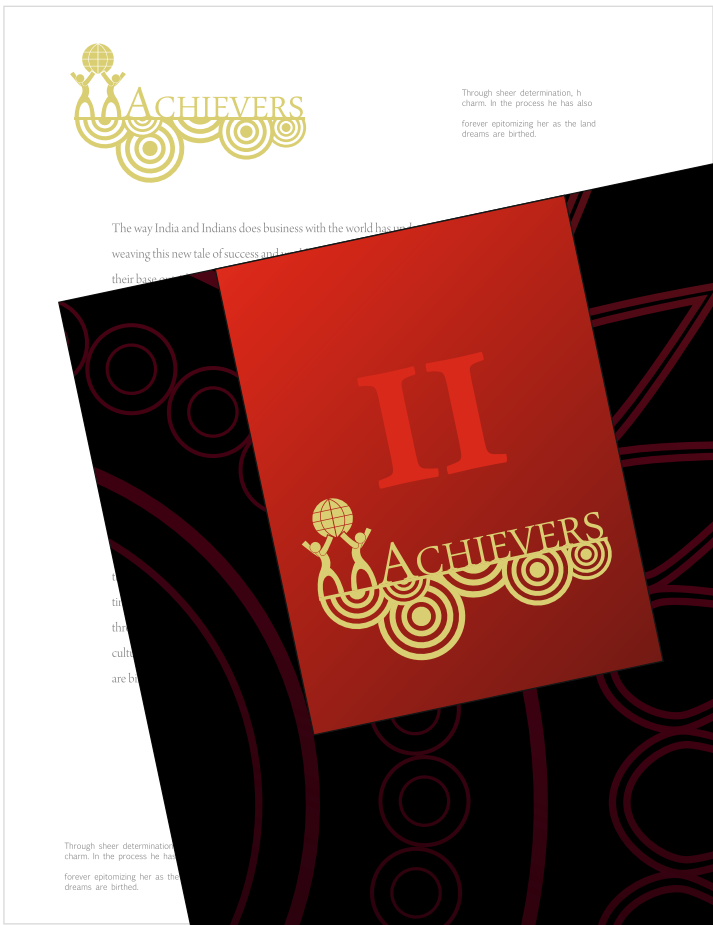 ACHIEVERS
Through sheer determination, h
charm. In the process he has also
forever epitomizing her as the land
dreams are birthed.
The way India and Indians does business with the world has
weaving this new tale of success and
their base
II
ACHIEVERS
are
Through sheer determination
charm. In the process he has
forever epitomizing her as the
dreams are birthed.